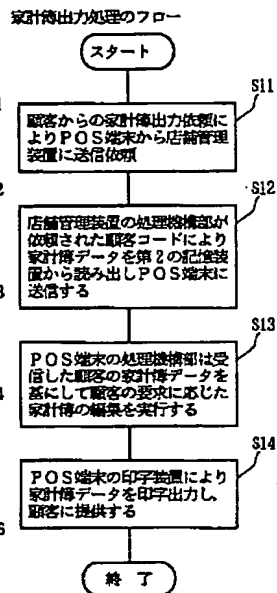 家計簿出力処理のフロー
スタート
S11
顧客からの家計簿出力依頼に
よりPOS端末から店舗管理
装置に送信依頼
S12
店舗管理装置の処理機構部が
依頼された顧客コードにより
家計簿データを第2の記憶装
置から読み出しPOS端末に
送信する
S13
POS端末の処理機構部は受
信した顧客の家計簿データを
基にして顧客の要求に応じた
家計簿の編集を実行する
S14
POS端末の印字装置により
家計簿データを印字出力し、
顧客に提供する
終了